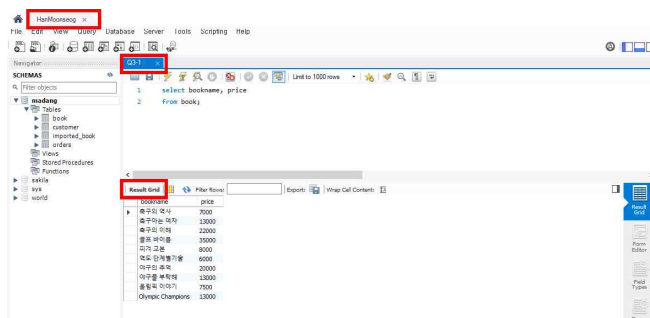 HanMoorseog ×
File Edit View Query Database Server Tools Scripting Help
Navigator
Q3-1 ×
SCHEMAS
Filter objects
Limit to 1000 rows
madang
Tables
book
customer
imported_book
orders
Views
Stored Procedures
Functions
sakila
sys
world
1 select bookname, price
2 from book;
Result Grid
Filter Rows:
Export:
Wrap Cell Content:
bookname price
축구의 역사 7000
축구아는 여자 13000
축구의 이해 22000
골프 바이블 35000
피겨 교본 8000
역도 단계별기술 6000
야구의 추억 20000
야구를 부탁해 13000
올림픽 이야기 7500
Olympic Champions 13000
Result
Grid
Form
Editor
Field
Types